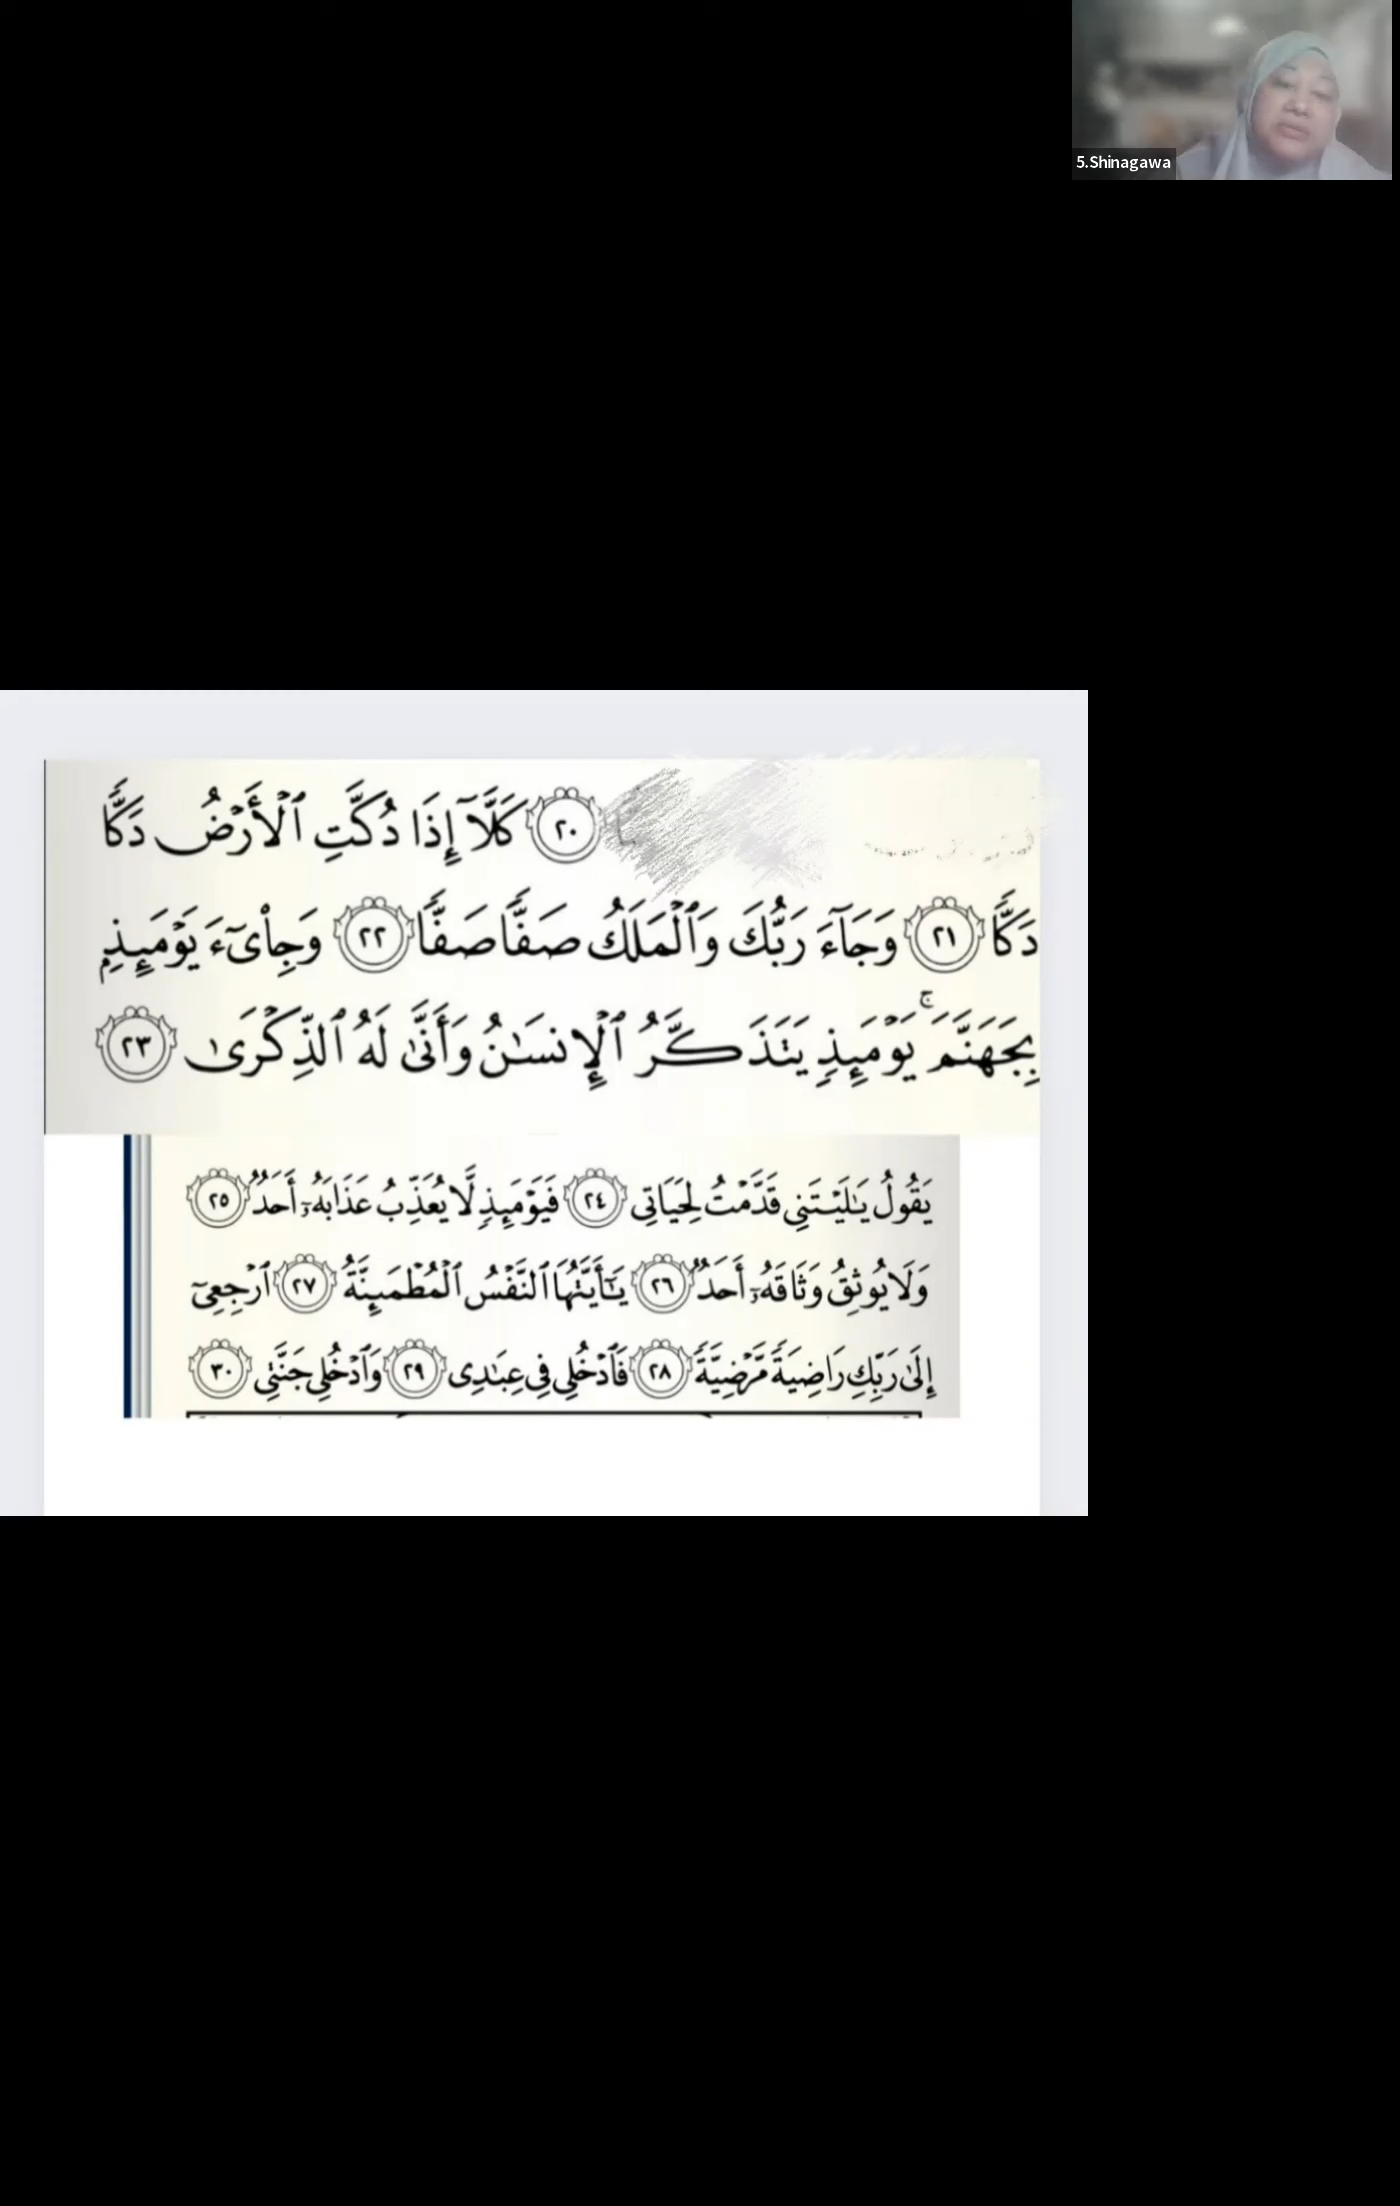 5.Shinagawa
٢٠ كَلَّآ إِذَا دُكَّتِ ٱلْأَرْضُ دَكًّا
دَكًّا ٢١ وَجَآءَ رَبُّكَ وَٱلْمَلَكُ صَفًّا صَفًّا ٢٢ وَجِا۟ىٓءَ يَوْمَئِذٍۭ
بِجَهَنَّمَ ۚ يَوْمَئِذٍ يَتَذَكَّرُ ٱلْإِنسَـٰنُ وَأَنَّىٰ لَهُ ٱلذِّكْرَىٰ ٢٣
يَقُولُ يَـٰلَيْتَنِى قَدَّمْتُ لِحَيَاتِى ٢٤ فَيَوْمَئِذٍ لَّا يُعَذِّبُ عَذَابَهُۥٓ أَحَدٌ ٢٥
وَلَا يُوثِقُ وَثَاقَهُۥٓ أَحَدٌ ٢٦ يَـٰٓأَيَّتُهَا ٱلنَّفْسُ ٱلْمُطْمَئِنَّةُ ٢٧ ٱرْجِعِىٓ
إِلَىٰ رَبِّكِ رَاضِيَةً مَّرْضِيَّةً ٢٨ فَٱدْخُلِى فِى عِبَـٰدِى ٢٩ وَٱدْخُلِى جَنَّتِى ٣٠